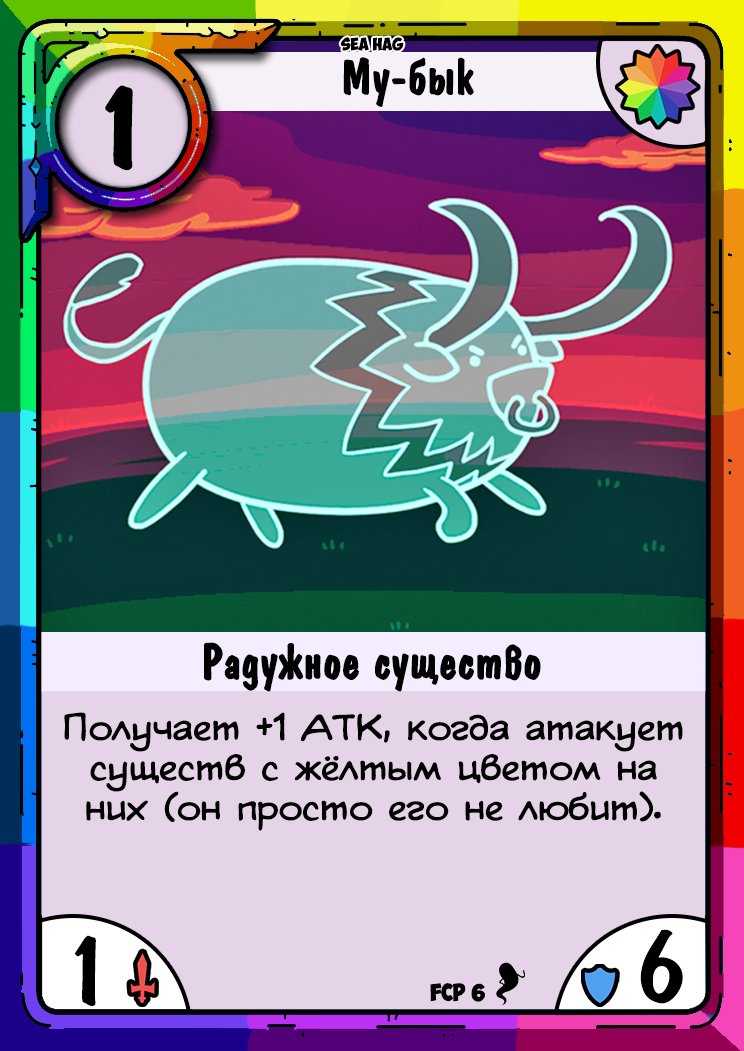 SEA HAG
Му-бык
1
Радужное существо
Получает +1 АТК, когда атакует
существ с жёлтым цветом на
них (он просто его не любит).
1
FCP 6
6